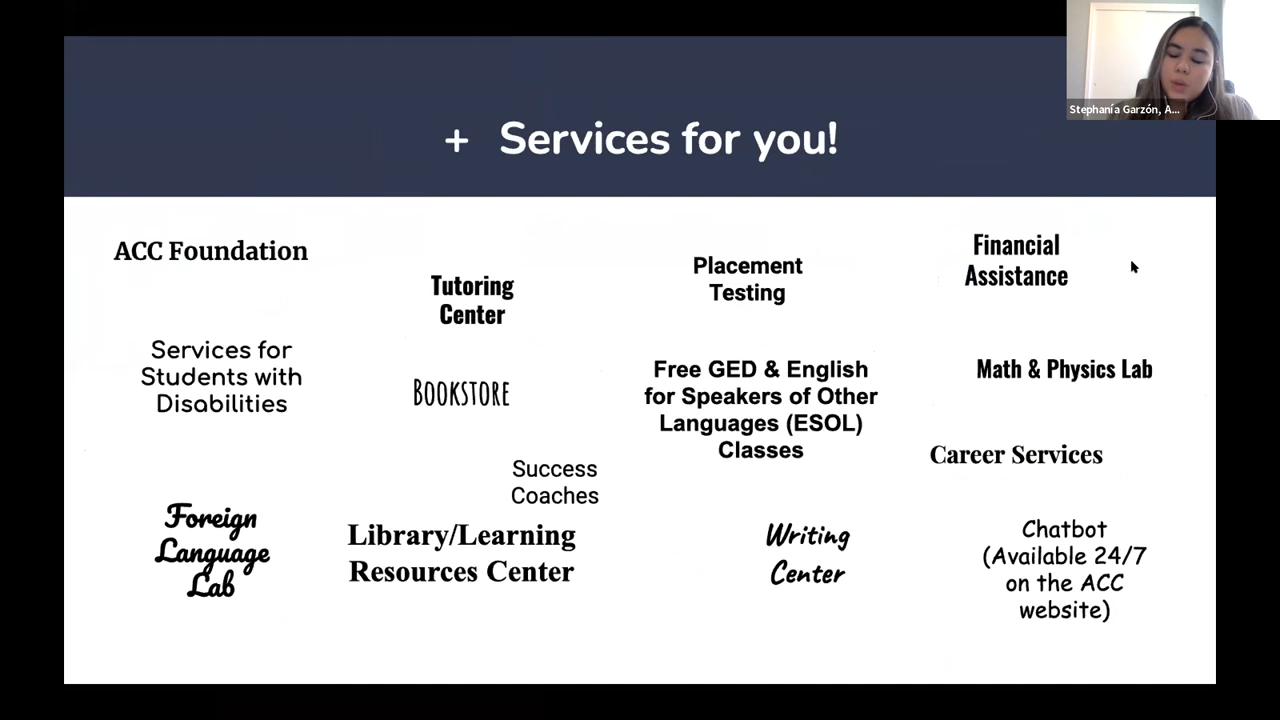 Stephanía Garzón, A...
+ Services for you!
ACC Foundation
Tutoring
Center
Placement
Testing
Financial
Assistance
Services for
Students with
Disabilities
Bookstore
Free GED & English
for Speakers of Other
Languages (ESOL)
Classes
Math & Physics Lab
Success
Coaches
Career Services
Foreign
Language
Lab
Library/Learning
Resources Center
Writing
Center
Chatbot
(Available 24/7
on the ACC
website)